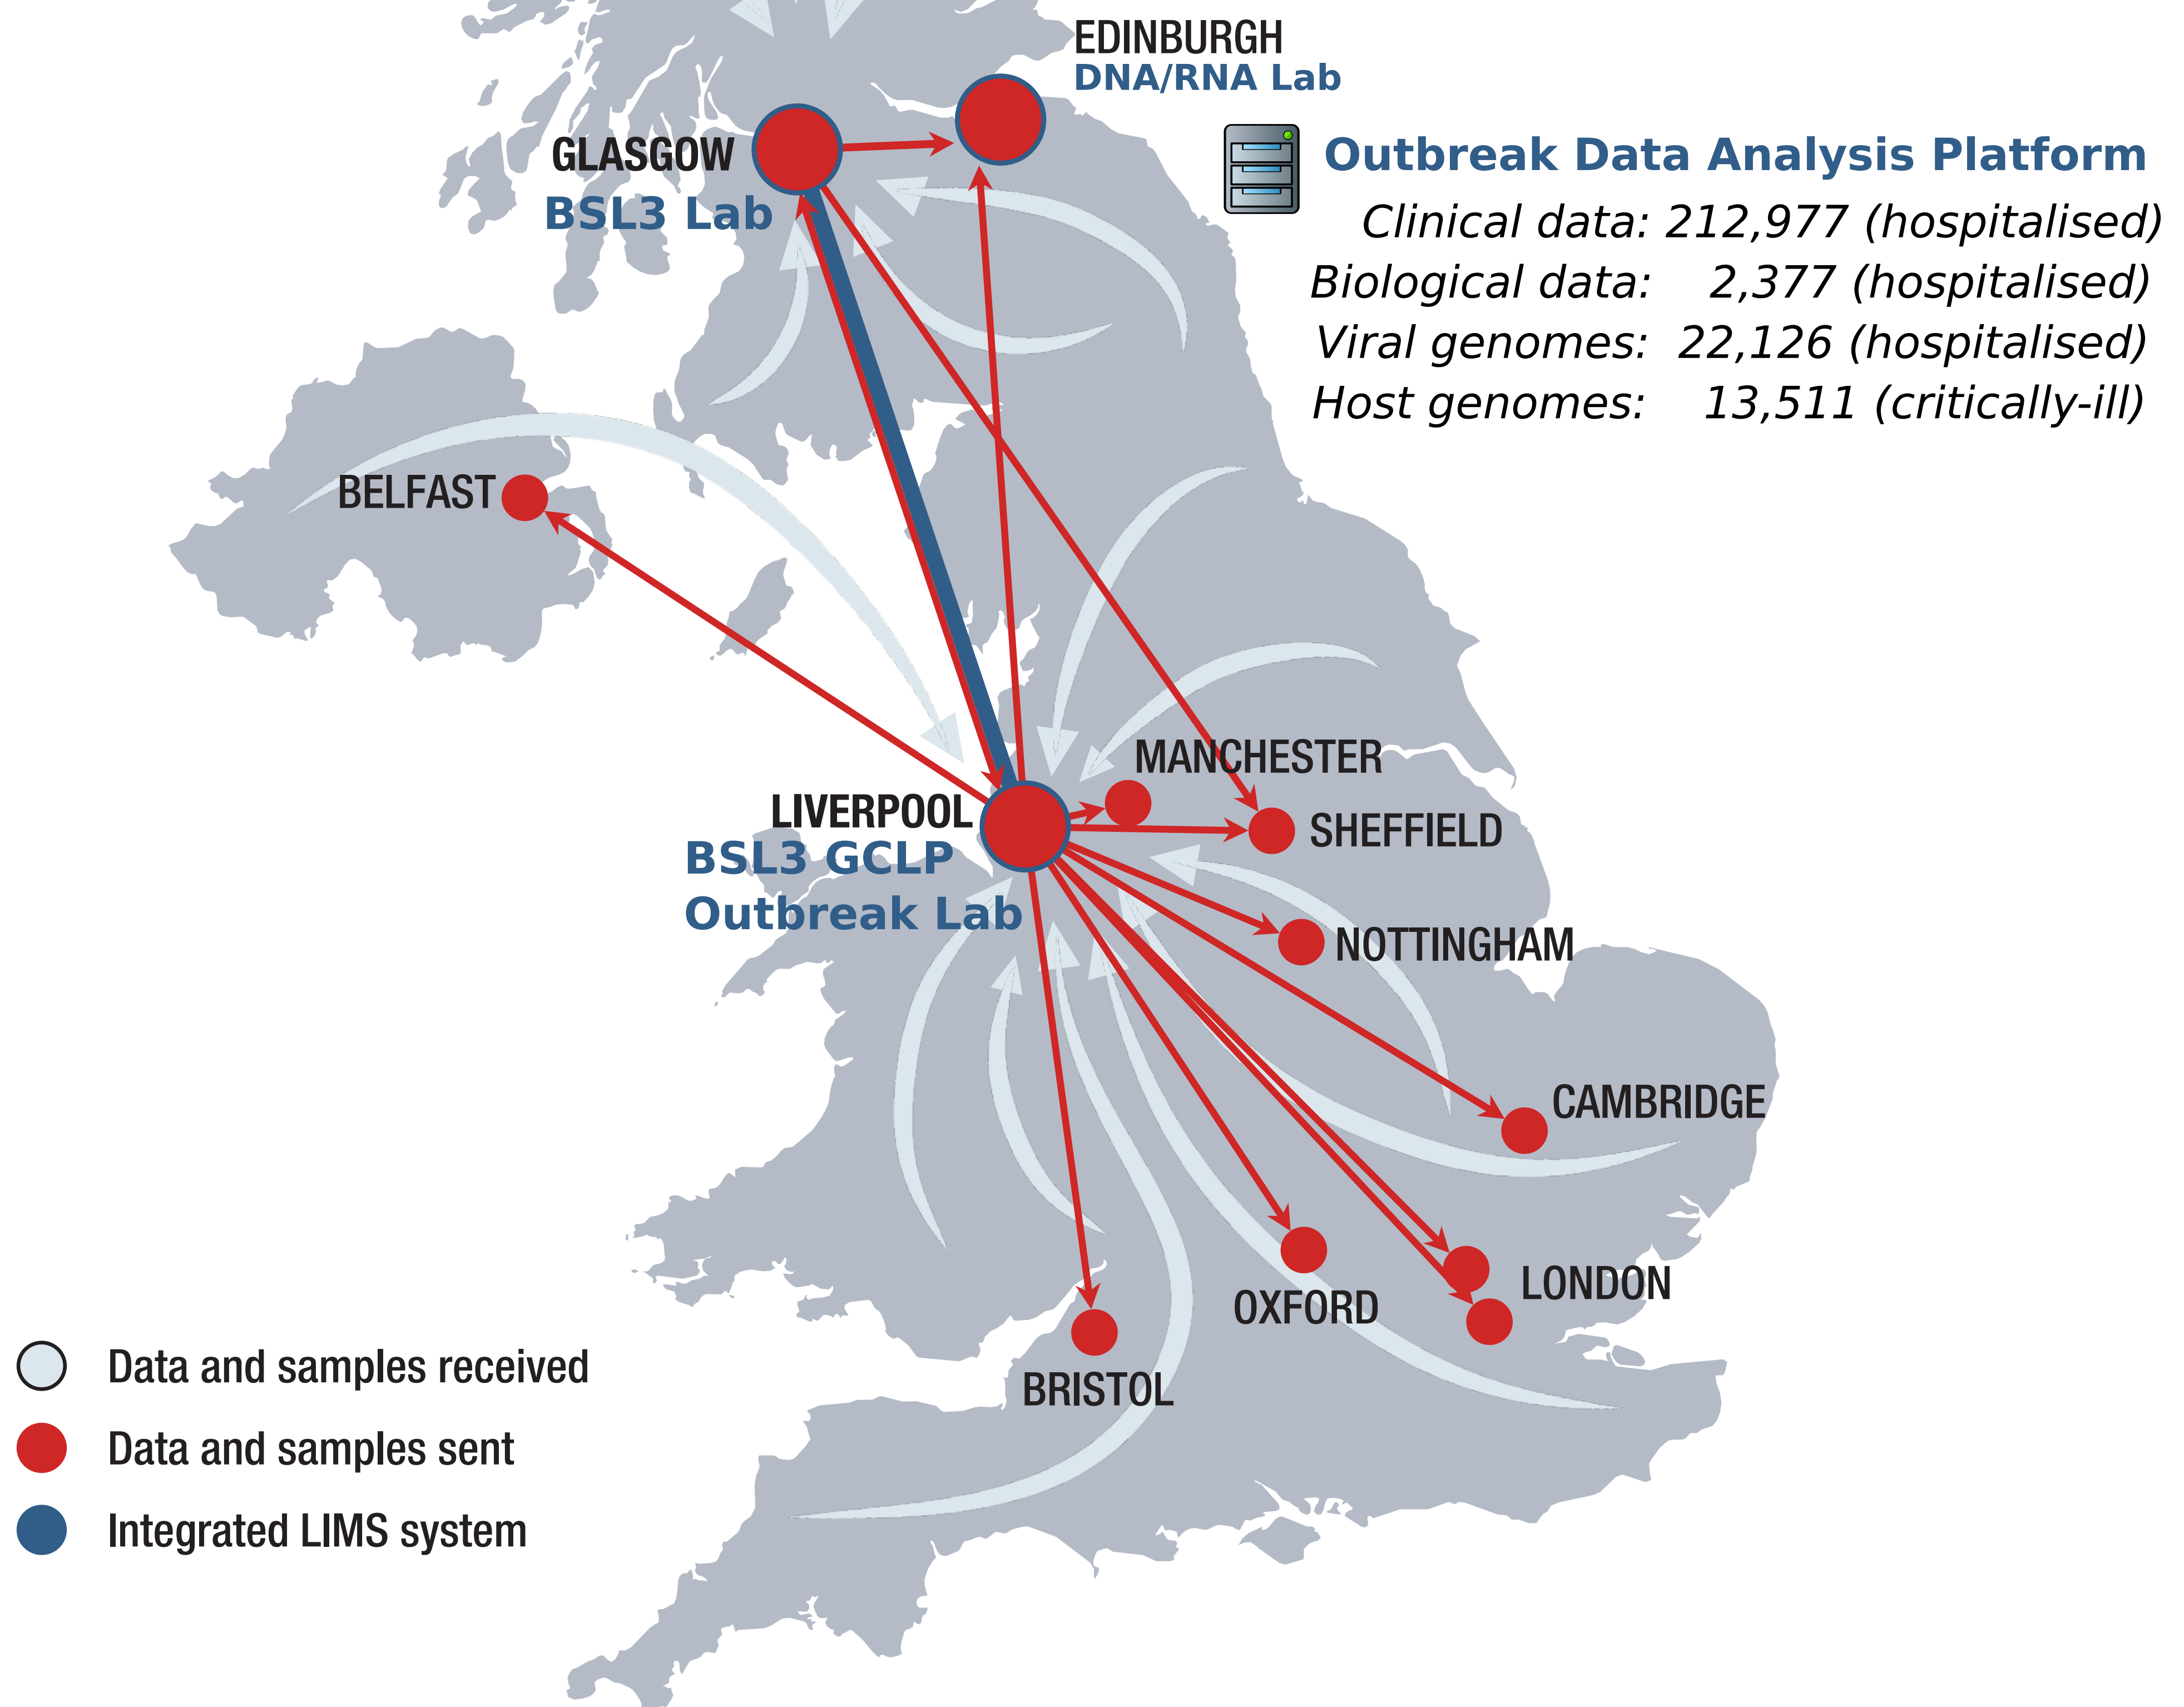 EDINBURGH
DNA/RNA Lab
GLASGOW
BSL3 Lab
Outbreak Data Analysis Platform
Clinical data: 212,977 (hospitalised)
Biological data: 2,377 (hospitalised)
Viral genomes: 22,126 (hospitalised)
Host genomes: 13,511 (critically-ill)
BELFAST
MANCHESTER
LIVERPOOL
BSL3 GCLP
Outbreak Lab
SHEFFIELD
NOTTINGHAM
CAMBRIDGE
LONDON
OXFORD
BRISTOL
Data and samples received
Data and samples sent
Integrated LIMS system